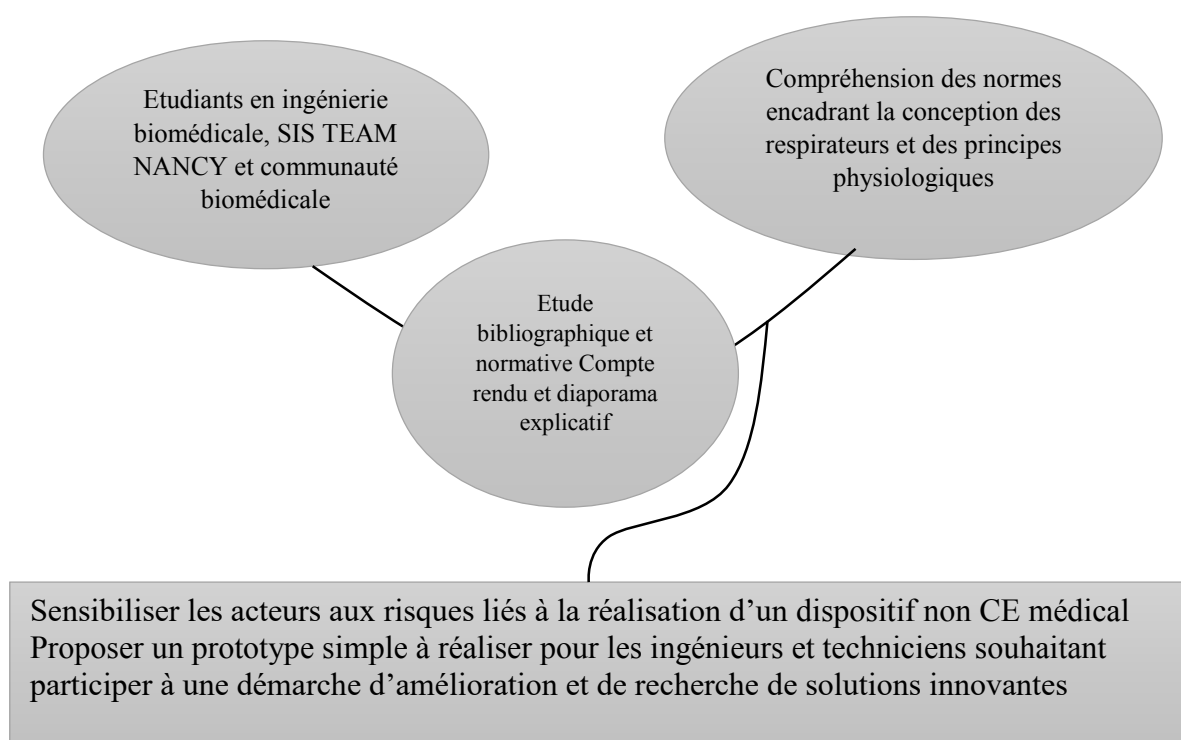 Etudiants en ingénierie
biomédicale, SIS TEAM
NANCY et communauté
biomédicale
Compréhension des normes
encadrant la conception des
respirateurs et des principes
physiologiques
Etude
bibliographique et
normative Compte
rendu et diaporama
explicatif
Sensibiliser les acteurs aux risques liés à la réalisation d’un dispositif non CE médical
Proposer un prototype simple à réaliser pour les ingénieurs et techniciens souhaitant
participer à une démarche d’amélioration et de recherche de solutions innovantes